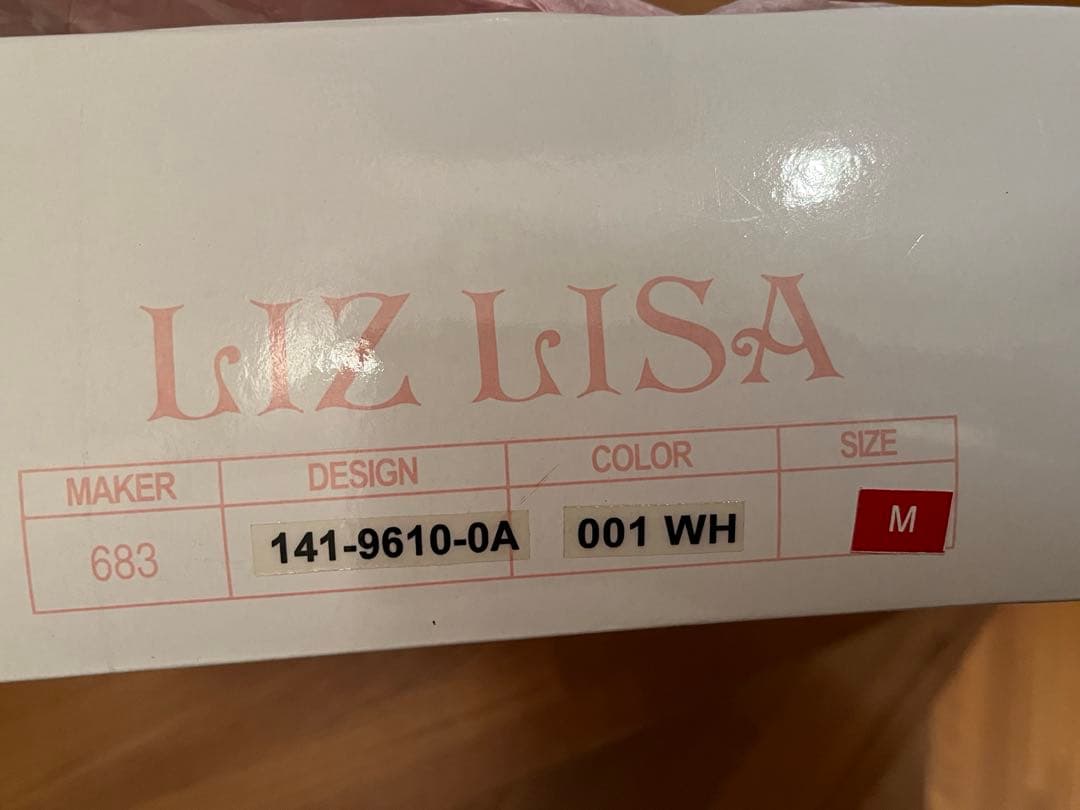 LIZ LISA
MAKER DESIGN COLOR SIZE
683 141-9610-0A 001 WH M